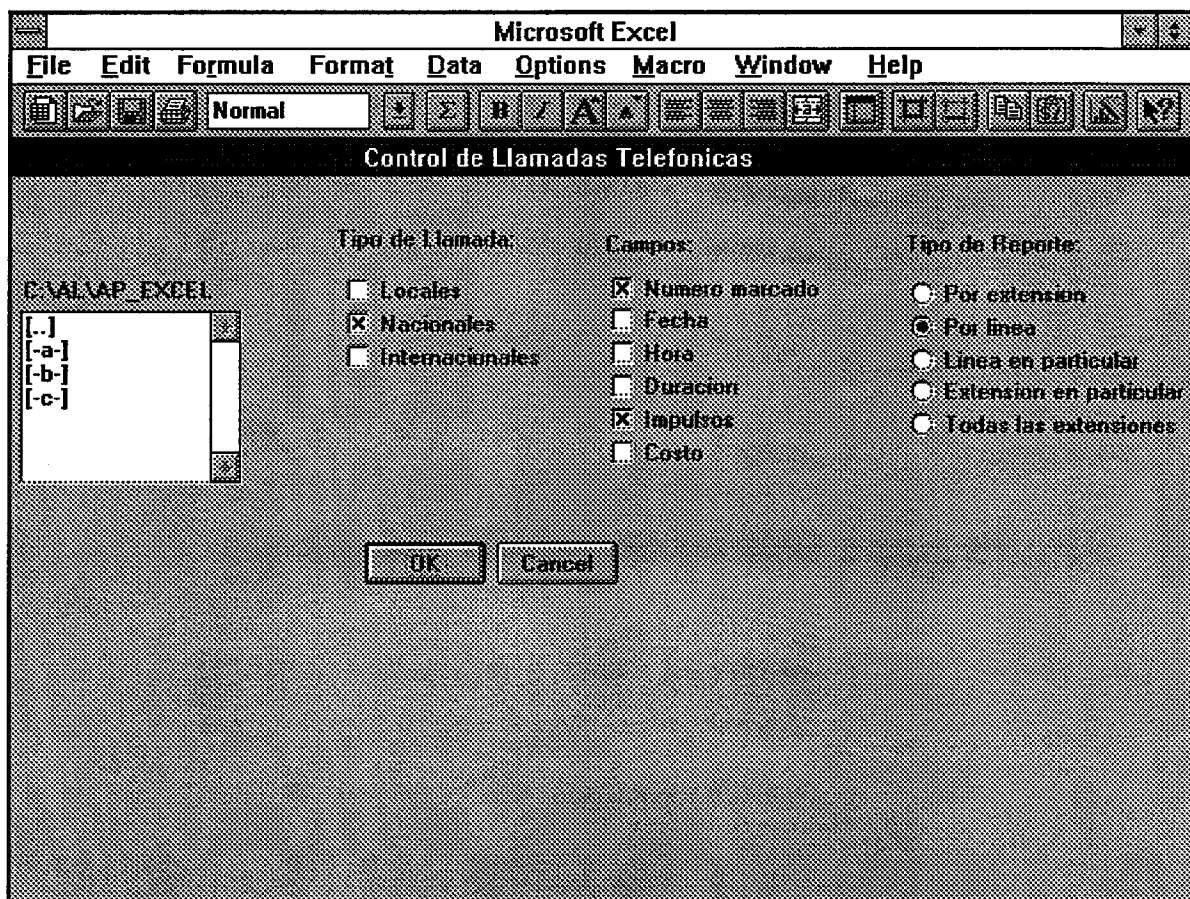 Microsoft Excel
File Edit Formula Format Data Options Macro Window Help
Normal Σ B I A A
Control de Llamadas Telefonicas
Tipo de Llamada:
Campos:
Tipo de Reporte:
C:\AL\AP_EXCEL
[..]
[-a-]
[-b-]
[-c-]
Locales
Nacionales
Internacionales
Numero marcado
Fecha
Hora
Duracion
Impulsos
Costo
Por extension
Por linea
Linea en particular
Extension en particular
Todas las extensiones
OK Cancel